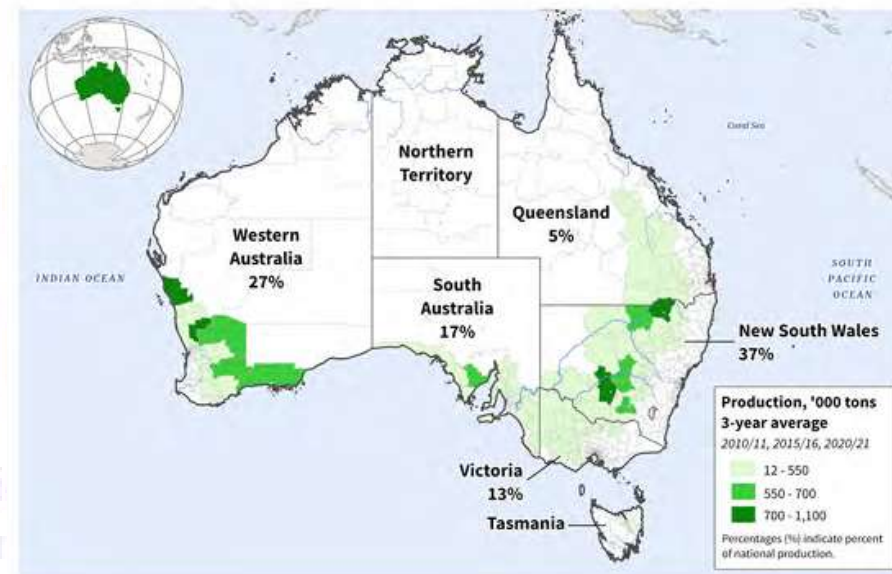 Coral Sea
Northern
Territory
Queensland
5%
Western
Australia
27%
INDIAN OCEAN
South
Australia
17%
SOUTH
PACIFIC
OCEAN
New South Wales
37%
Victoria
13%
Tasmania
Production, '000 tons
3-year average
2010/11, 2015/16, 2020/21
12 - 550
550 - 700
700 - 1,100
Percentages (%) indicate percent
of national production.